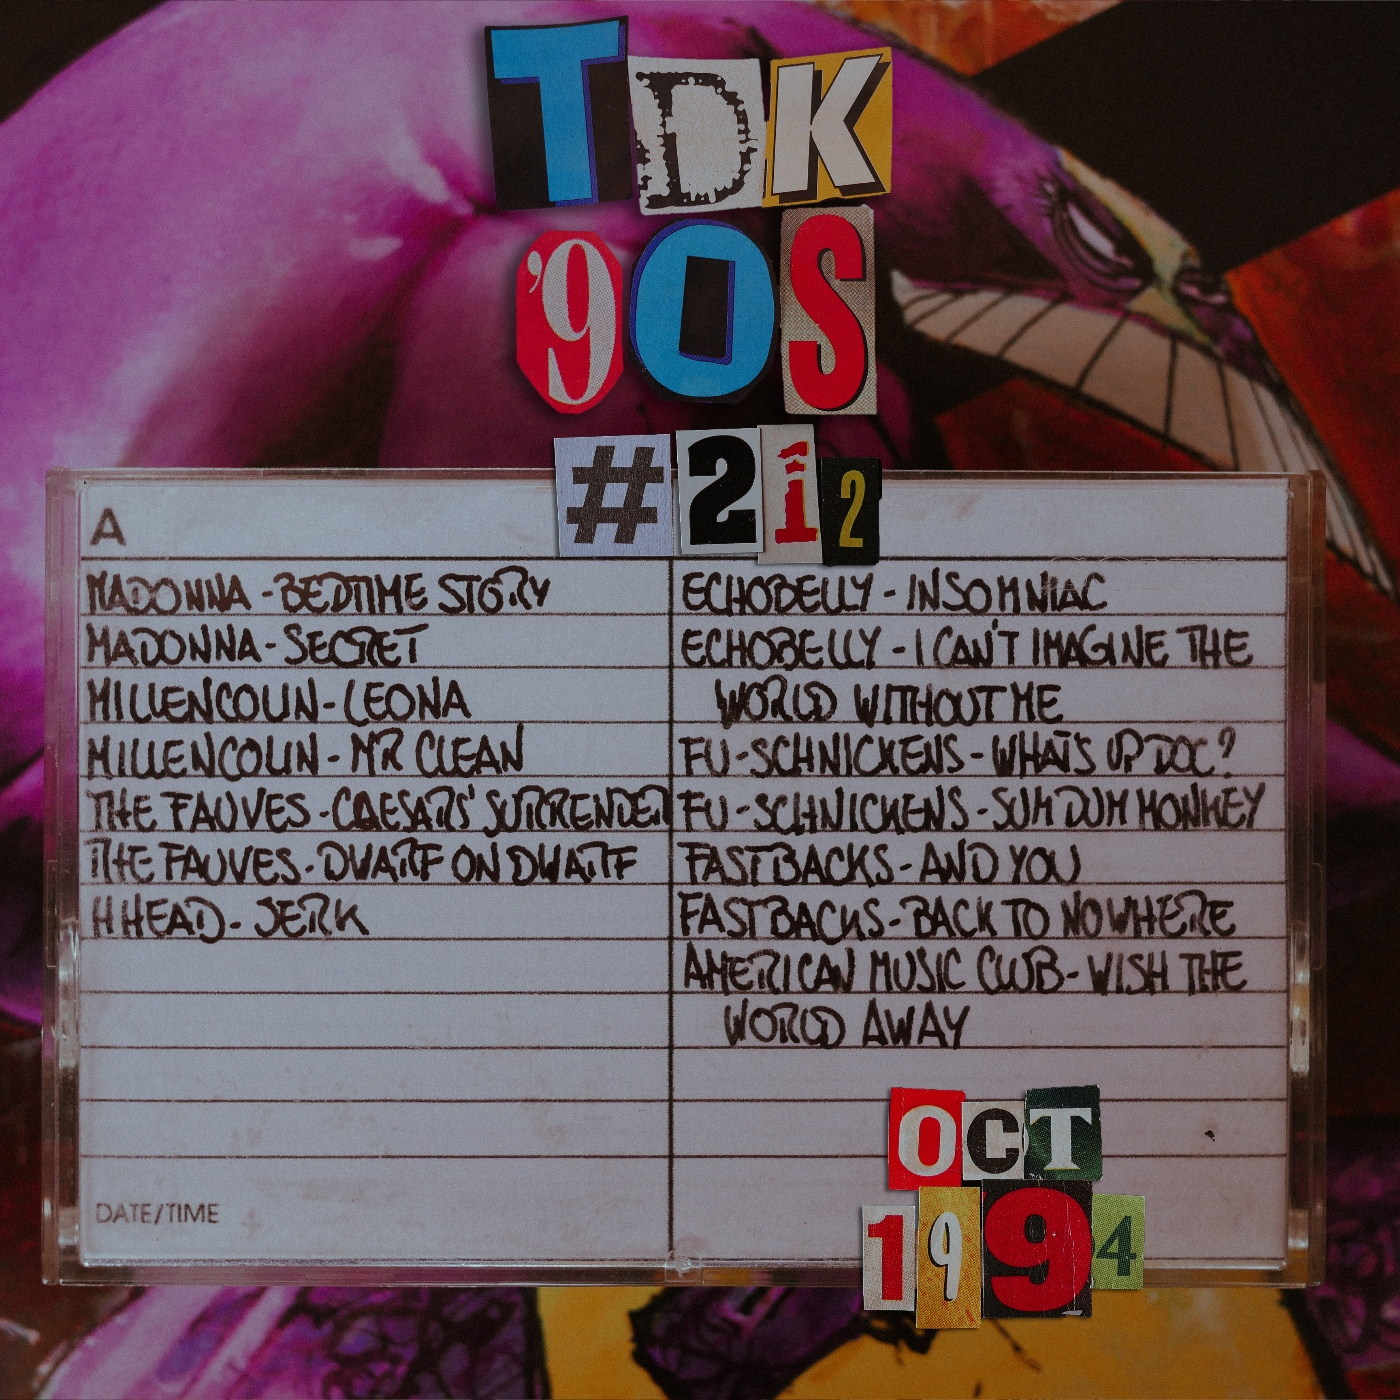 TDK
'90S
#212
A
MADONNA - BEDTIME STORY
MADONNA - SECRET
MILLENCOLIN - LEONA
MILLENCOLIN - MR CLEAN
THE FAUVES - CAESARS' SURRENDER
THE FAUVES - DWARF ON DWARF
HHEAD - JERK
DATE/TIME
ECHOBELLY - INSOMNIAC
ECHOBELLY - I CAN'T IMAGINE THE
WORLD WITHOUT ME
FU-SCHNICKENS - WHAT'S UP DOC?
FU-SCHNICKENS - SUM DUM MONKEY
FASTBACKS - AND YOU
FASTBACKS - BACK TO NOWHERE
AMERICAN MUSIC CLUB - WISH THE
WORLD AWAY
OCT
1994